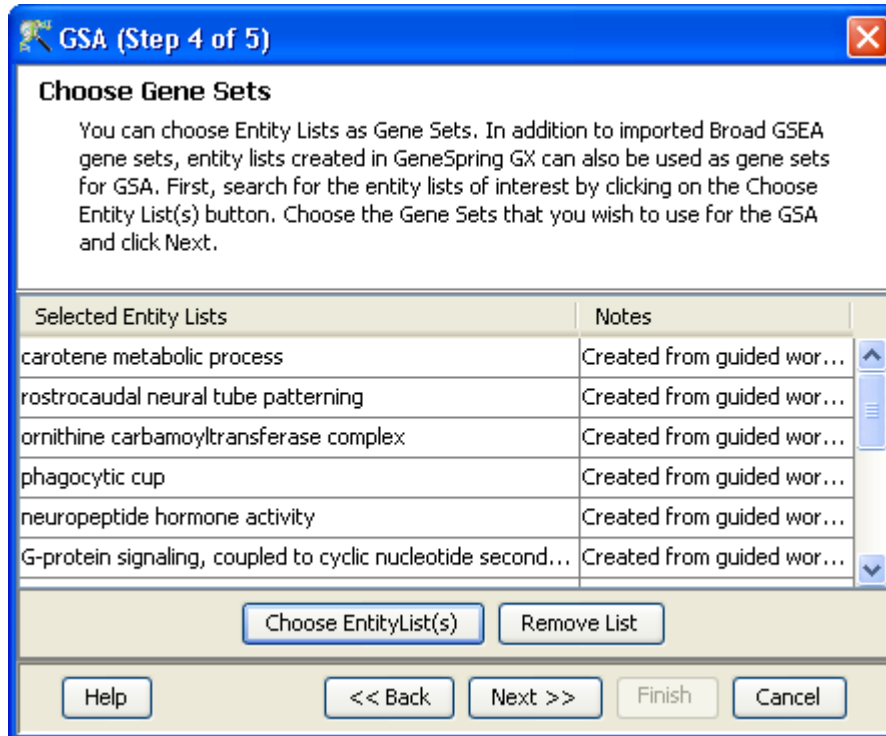 GSA (Step 4 of 5)
Choose Gene Sets
You can choose Entity Lists as Gene Sets. In addition to imported Broad GSEA
gene sets, entity lists created in GeneSpring GX can also be used as gene sets
for GSA. First, search for the entity lists of interest by clicking on the Choose
Entity List(s) button. Choose the Gene Sets that you wish to use for the GSA
and click Next.
Selected Entity Lists Notes
carotene metabolic process Created from guided wor...
rostrocaudal neural tube patterning Created from guided wor...
ornithine carbamoyltransferase complex Created from guided wor...
phagocytic cup Created from guided wor...
neuropeptide hormone activity Created from guided wor...
G-protein signaling, coupled to cyclic nucleotide second... Created from guided wor...
Choose EntityList(s) Remove List
Help << Back Next >> Finish Cancel